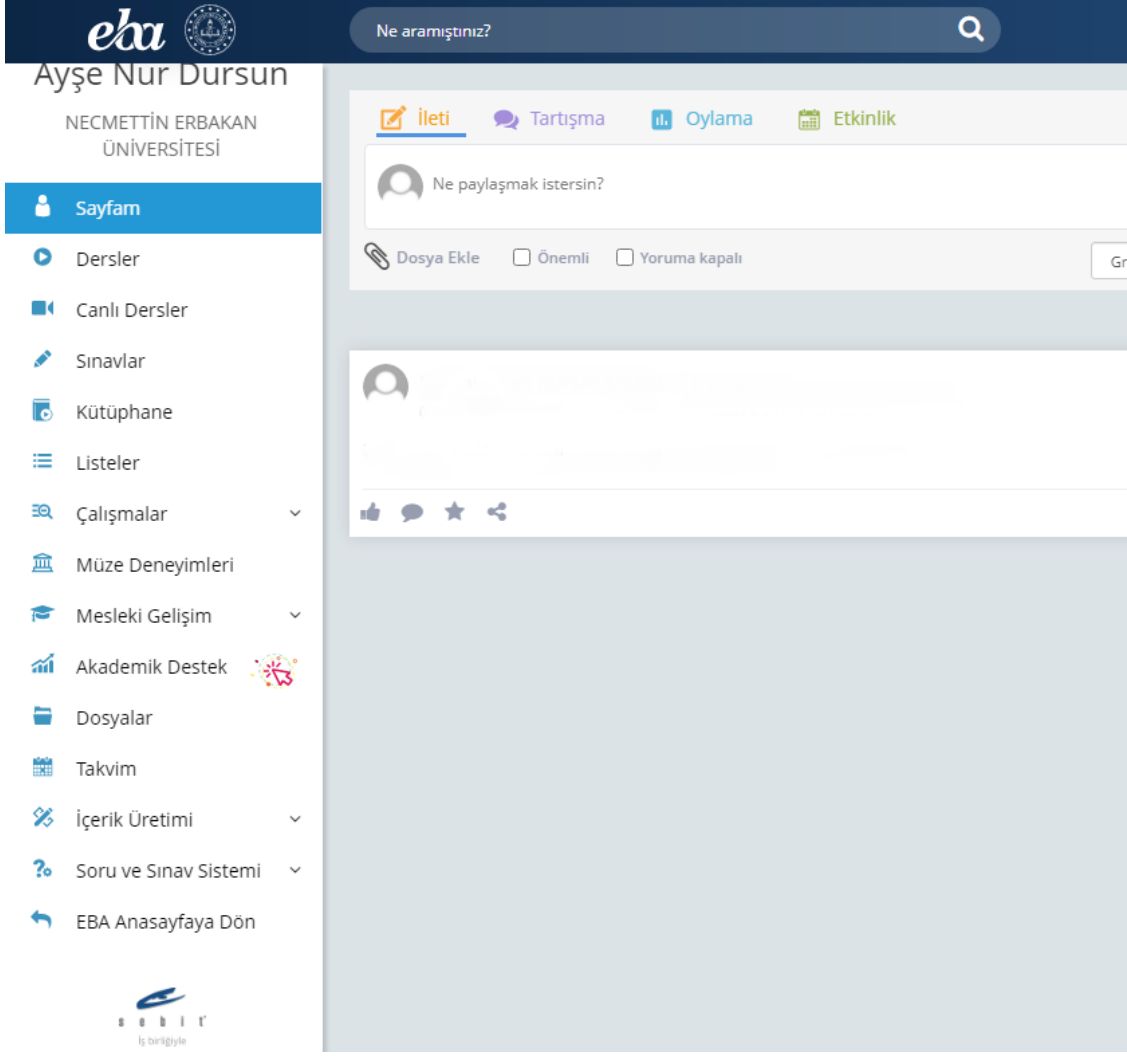 eba
Ne aramıştınız?
Ayşe Nur Dursun
NECMETTİN ERBAKAN
ÜNİVERSİTESİ
Sayfam
Dersler
Canlı Dersler
Sınavlar
Kütüphane
Listeler
Çalışmalar
Müze Deneyimleri
Mesleki Gelişim
Akademik Destek
Dosyalar
Takvim
İçerik Üretimi
Soru ve Sınav Sistemi
EBA Anasayfaya Dön
sebit
İş birliğiyle
İleti Tartışma Oylama Etkinlik
Ne paylaşmak istersin?
Dosya Ekle Önemli Yoruma kapalı